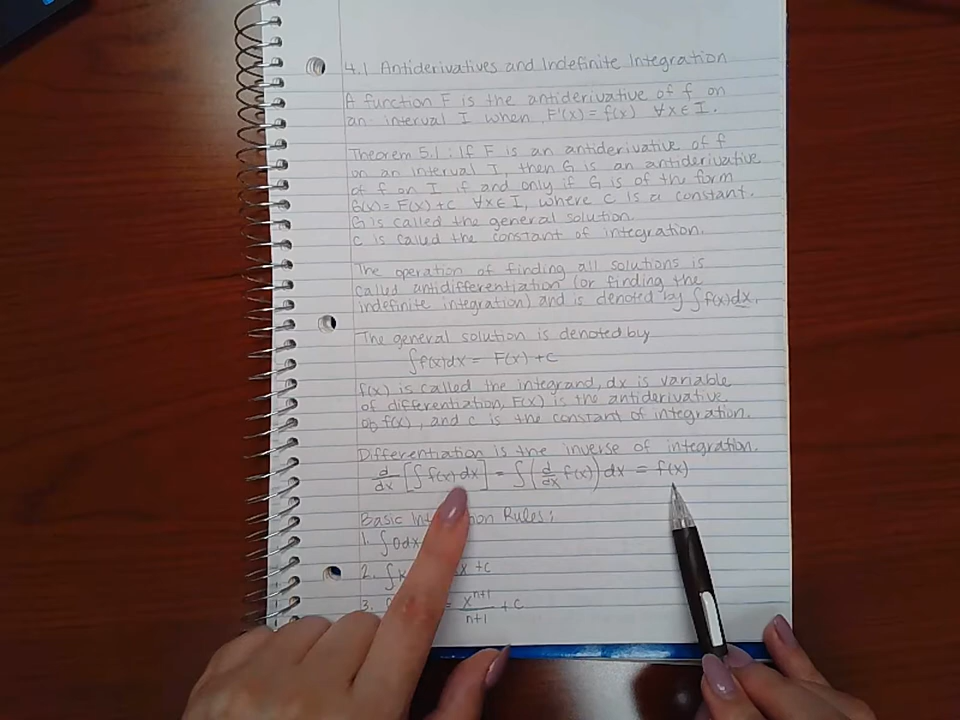 4.1 Antiderivatives and Indefinite Integration
A function F is the antiderivative of f on
an interval I when F'(x) = f(x) ∀x∈I.
Theorem 5.1: If F is an antiderivative of f
on an interval I, then G is an antiderivative
of f on I if and only if G is of the form
G(x) = F(x) + c ∀x∈I, where c is a constant.
G is called the general solution.
c is called the constant of integration.
The operation of finding all solutions is
called antidifferentiation (or finding the
indefinite integration) and is denoted by ∫f(x)dx.
The general solution is denoted by
∫f(x)dx = F(x) + c
f(x) is called the integrand, dx is variable
of differentiation, F(x) is the antiderivative
of f(x), and c is the constant of integration.
Differentiation is the inverse of integration.
d/dx [∫f(x)dx] = ∫(d/dx f(x))dx = f(x)
Basic Rules:
1. ∫0dx
2. ∫k x + c
3. = x^(n+1)/(n+1) + c